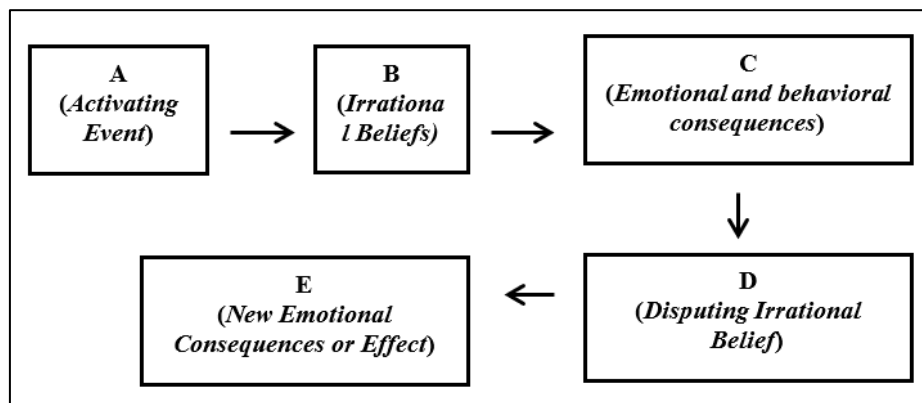 A
(Activating
Event)
B
(Irrationa
l Beliefs)
C
(Emotional and behavioral
consequences)
D
(Disputing Irrational
Belief)
E
(New Emotional
Consequences or Effect)